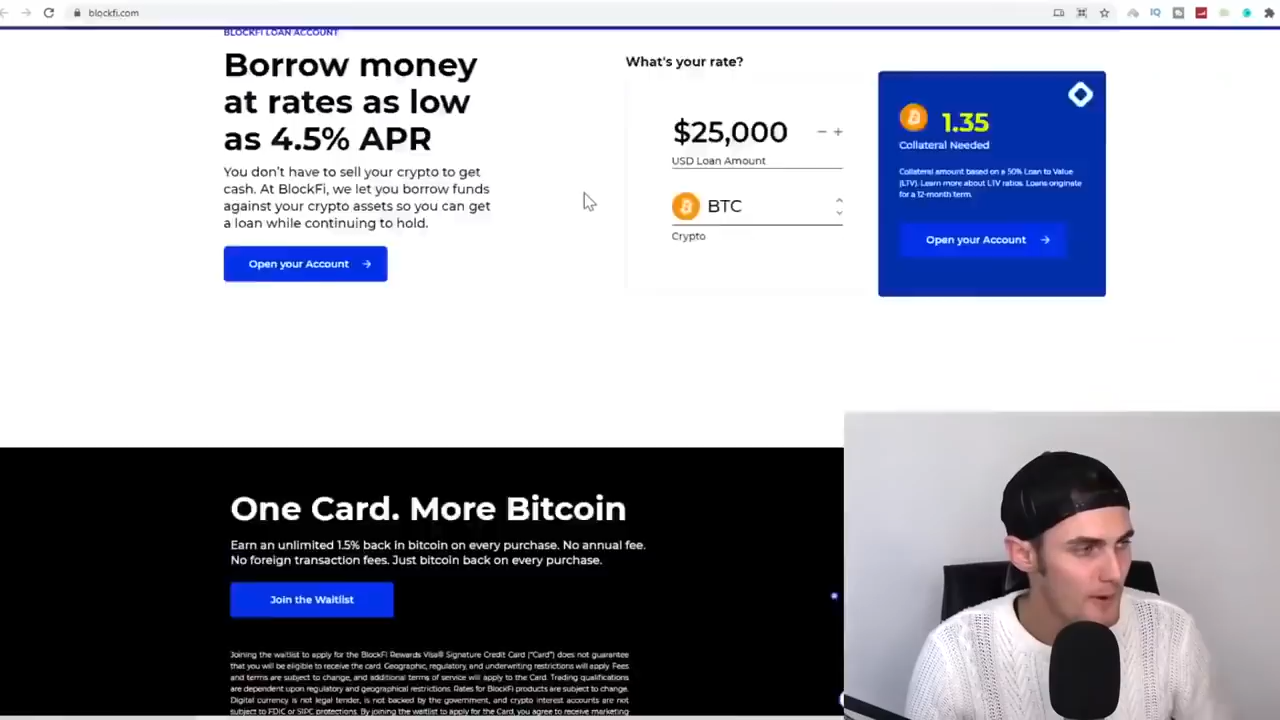 blockfi.com
BLOCKFI LOAN ACCOUNT
Borrow money
at rates as low
as 4.5% APR
You don't have to sell your crypto to get
cash. At BlockFi, we let you borrow funds
against your crypto assets so you can get
a loan while continuing to hold.
Open your Account →
What's your rate?
$25,000 − +
USD Loan Amount
BTC
Crypto
1.35
Collateral Needed
Collateral amount based on a 50% Loan to Value
(LTV). Learn more about LTV ratios. Loans originate
for a 12-month term.
Open your Account →
One Card. More Bitcoin
Earn an unlimited 1.5% back in bitcoin on every purchase. No annual fee.
No foreign transaction fees. Just bitcoin back on every purchase.
Join the Waitlist
Joining the waitlist to apply for the BlockFi Rewards Visa® Signature Credit Card ("Card") does not guarantee
that you will be eligible to receive the card. Geographic, regulatory, and underwriting restrictions will apply. Fees
and terms are subject to change, and additional terms of service will apply to the Card. Trading qualifications
are dependent upon regulatory and geographical restrictions. Rates for BlockFi products are subject to change.
Digital currency is not legal tender, is not backed by the government, and crypto interest accounts are not
subject to FDIC or SIPC protections. By joining the waitlist to apply for the Card, you agree to receive marketing